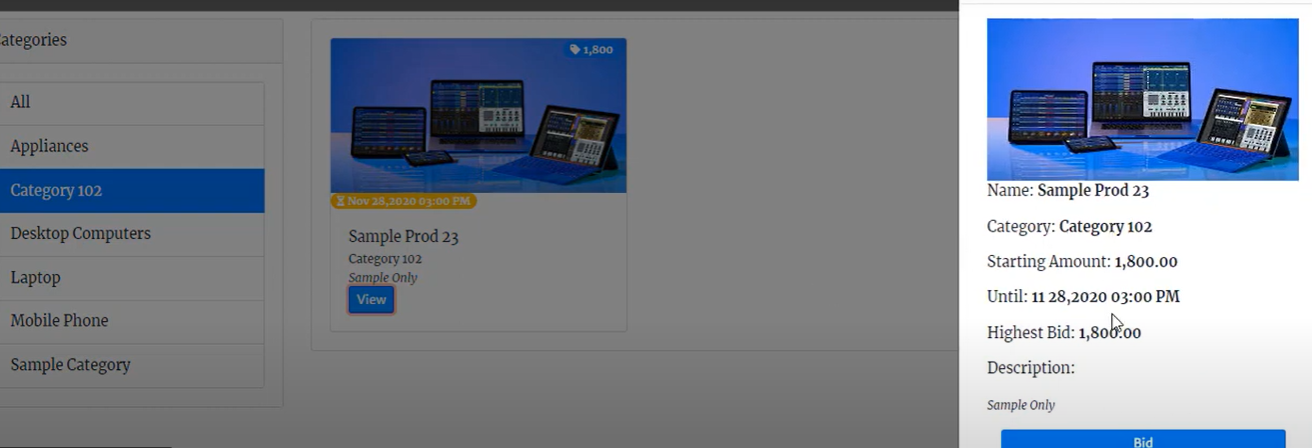 ategories
All
Appliances
Category 102
Desktop Computers
Laptop
Mobile Phone
Sample Category
1,800
Nov 28,2020 03:00 PM
Sample Prod 23
Category 102
Sample Only
View
Name: Sample Prod 23
Category: Category 102
Starting Amount: 1,800.00
Until: 11 28,2020 03:00 PM
Highest Bid: 1,800.00
Description:
Sample Only
Bid